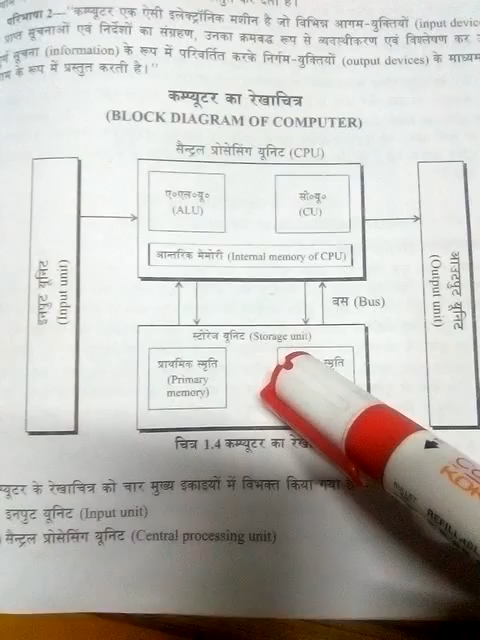 परिभाषा 2—"कम्प्यूटर एक ऐसी इलेक्ट्रॉनिक मशीन है जो विभिन्न आगम-युक्तियों (input device
प्राप्त सूचनाओं एवं निर्देशों का संग्रहण, उनका क्रमबद्ध रूप से व्यवस्थीकरण एवं विश्लेषण कर
सूचना (information) के रूप में परिवर्तित करके निर्गम-युक्तियों (output devices) के माध्यम
के रूप में प्रस्तुत करती है।"
कम्प्यूटर का रेखाचित्र
(BLOCK DIAGRAM OF COMPUTER)
सैन्ट्रल प्रोसेसिंग यूनिट (CPU)
ए०एल०यू०
(ALU)
सी०यू०
(CU)
आन्तरिक मेमोरी (Internal memory of CPU)
इनपुट यूनिट
(Input unit)
आउटपुट यूनिट
(Output unit)
बस (Bus)
स्टोरेज यूनिट (Storage unit)
प्राथमिक स्मृति
(Primary
memory)
स्मृति
चित्र 1.4 कम्प्यूटर का
के रेखाचित्र को चार मुख्य इकाइयों में विभक्त किया गया
इनपुट यूनिट (Input unit)
सैन्ट्रल प्रोसेसिंग यूनिट (Central processing unit)